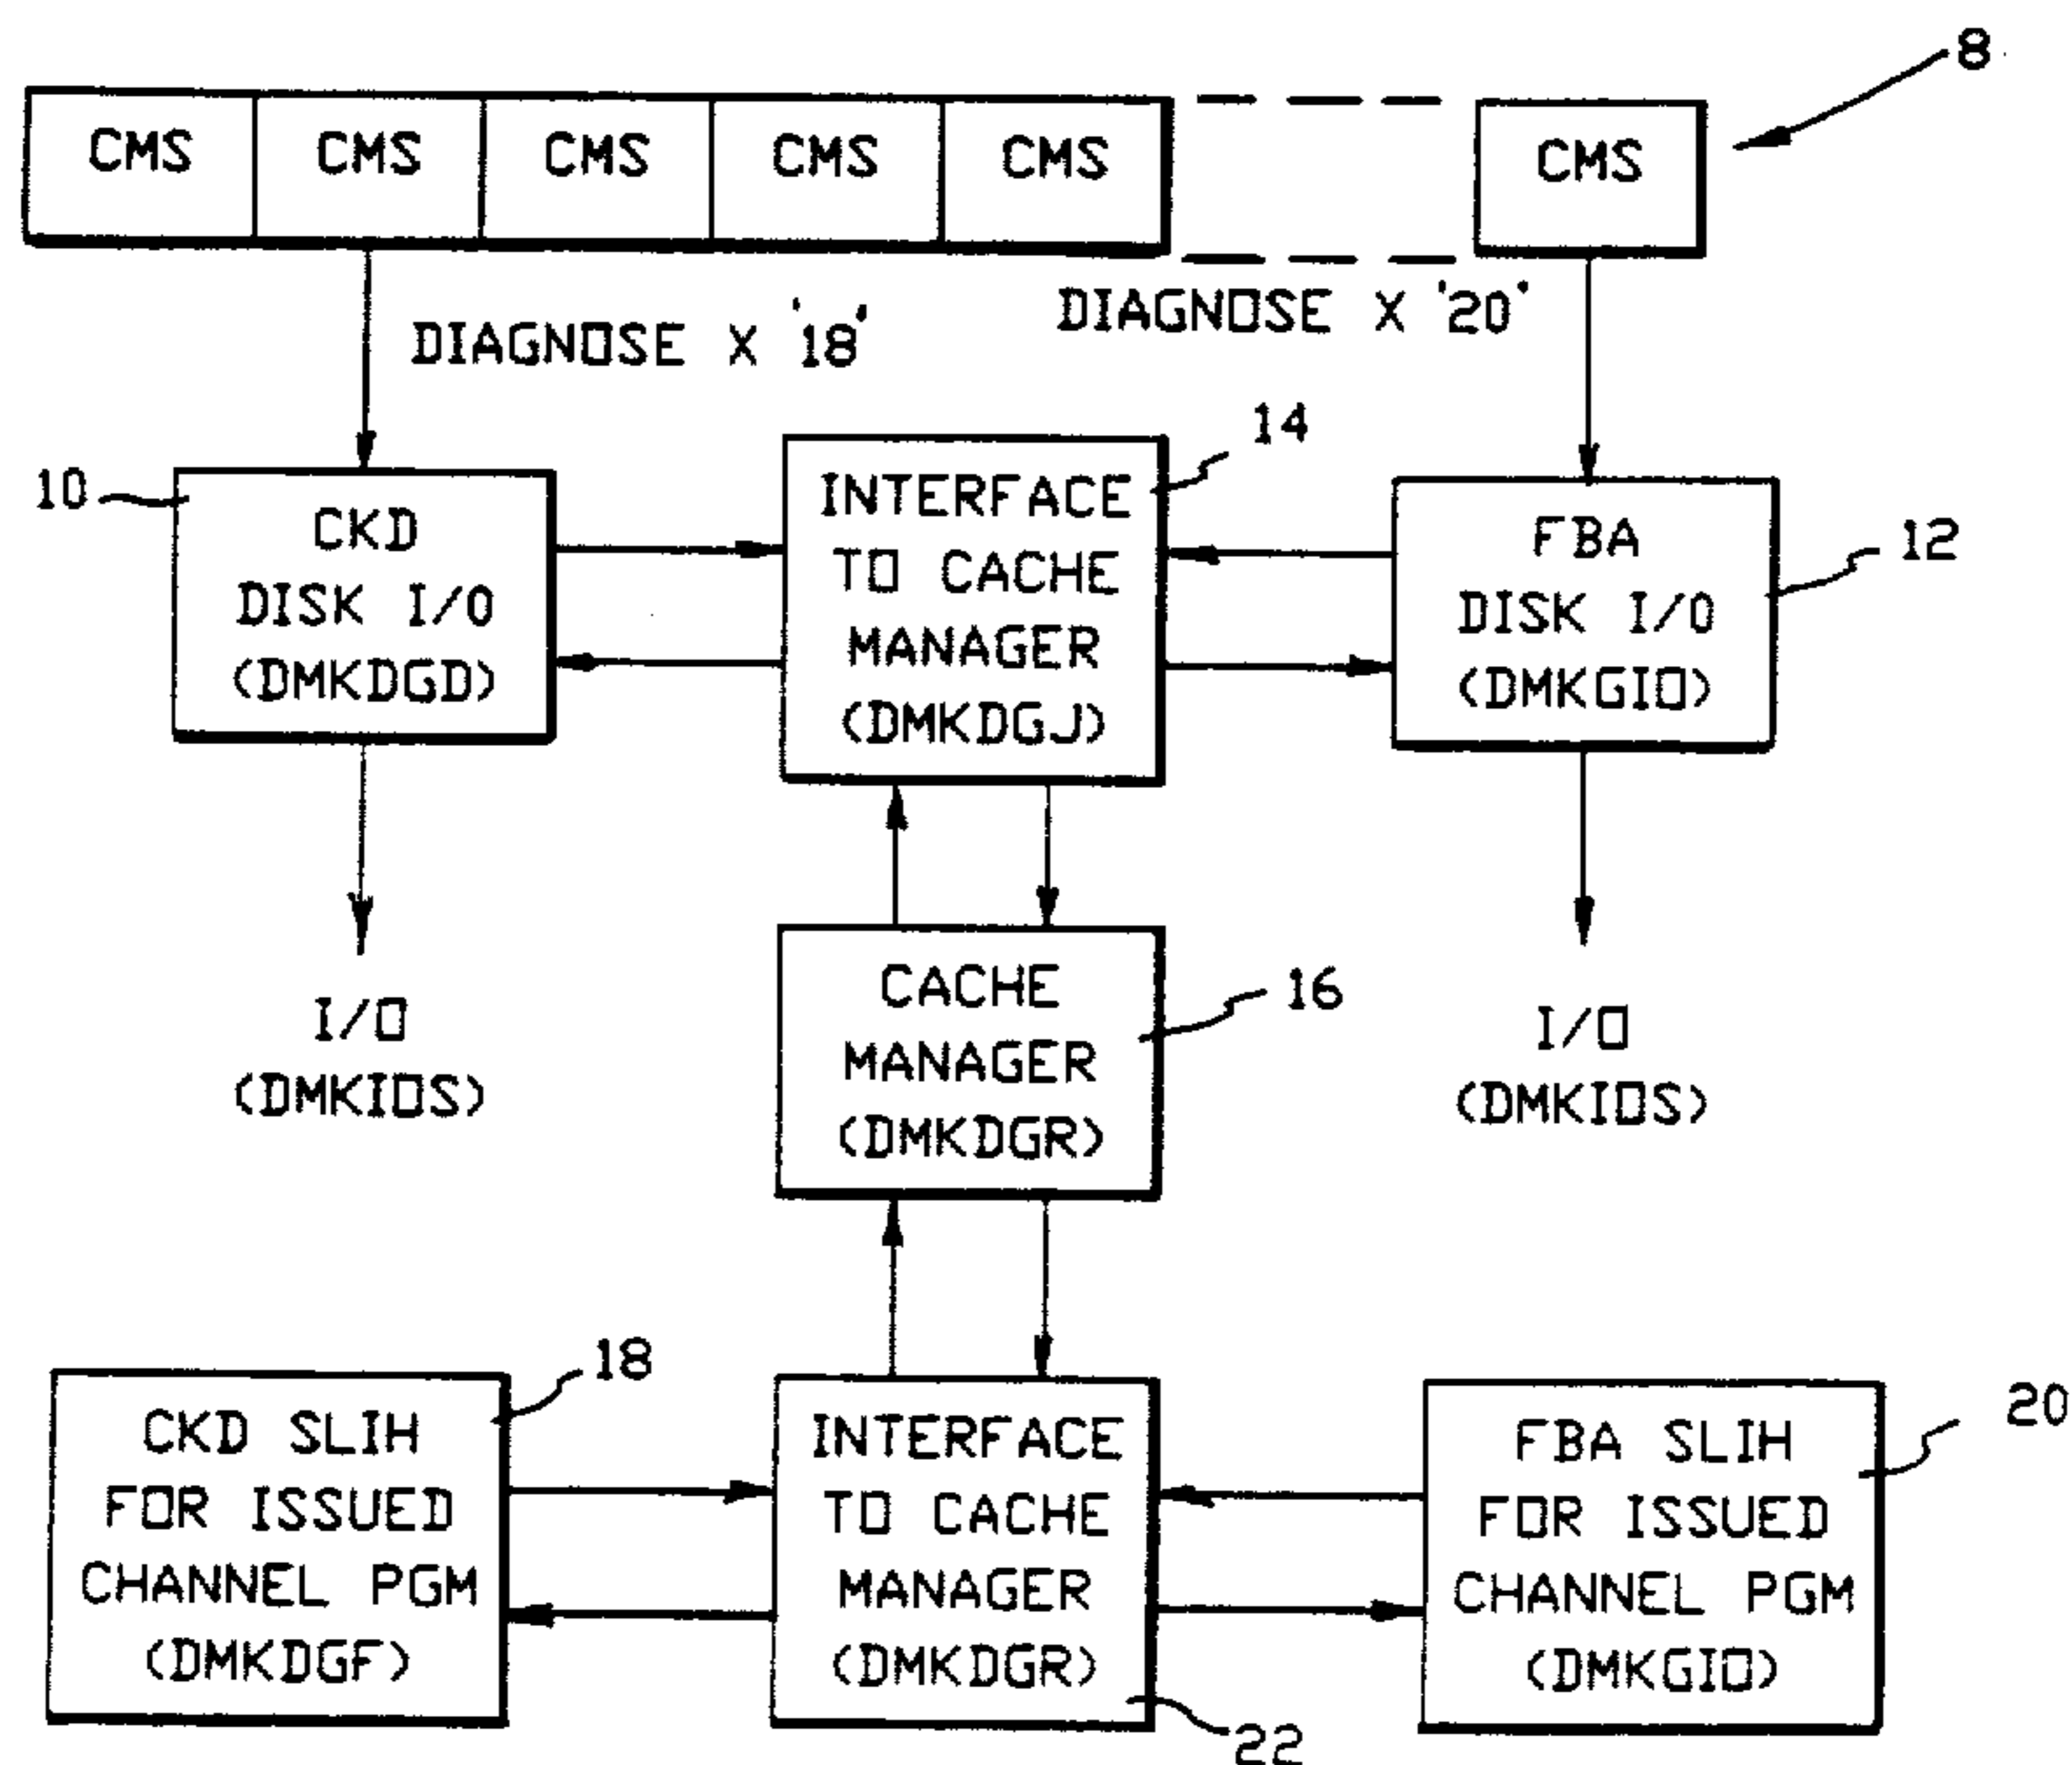 8
CMS CMS CMS CMS CMS CMS
DIAGNOSE X '18'
DIAGNOSE X '20'
10
CKD
DISK I/O
(DMKDGD)
14
INTERFACE
TO CACHE
MANAGER
(DMKDGJ)
12
FBA
DISK I/O
(DMKGIO)
I/O
(DMKIOS)
16
CACHE
MANAGER
(DMKDGR)
I/O
(DMKIOS)
18
CKD SLIH
FOR ISSUED
CHANNEL PGM
(DMKDGF)
INTERFACE
TO CACHE
MANAGER
(DMKDGR)
22
20
FBA SLIH
FOR ISSUED
CHANNEL PGM
(DMKGIO)